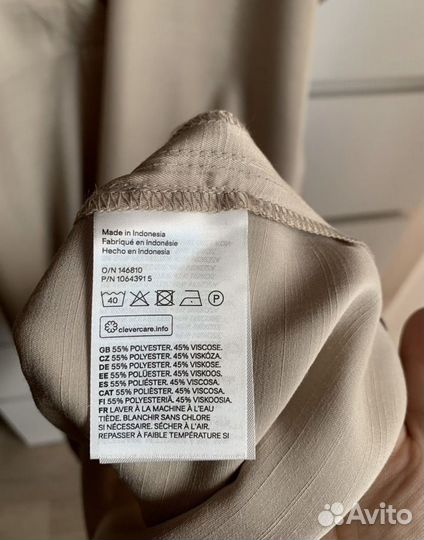 Made in Indonesia
Fabriqué en Indonésie
Hecho en Indonesia
O/N 146810
P/N 10643915
40
P
clevercare.info
GB 55% POLYESTER. 45% VISCOSE.
CZ 55% POLYESTER. 45% VISKÓZA.
DE 55% POLYESTER. 45% VISKOSE.
EE 55% POLÜESTER. 45% VISKOOS.
ES 55% POLIÉSTER. 45% VISCOSA.
CAT 55% POLIÈSTER. 45% VISCOSA.
FI 55% POLYESTERIÄ. 45% VISKOOSIA.
FR LAVER À LA MACHINE À L'EAU
TIÈDE. BLANCHIR SANS CHLORE
SI NÉCESSAIRE. SÉCHER À L'AIR.
REPASSER À FAIBLE TEMPÉRATURE SI
Avito